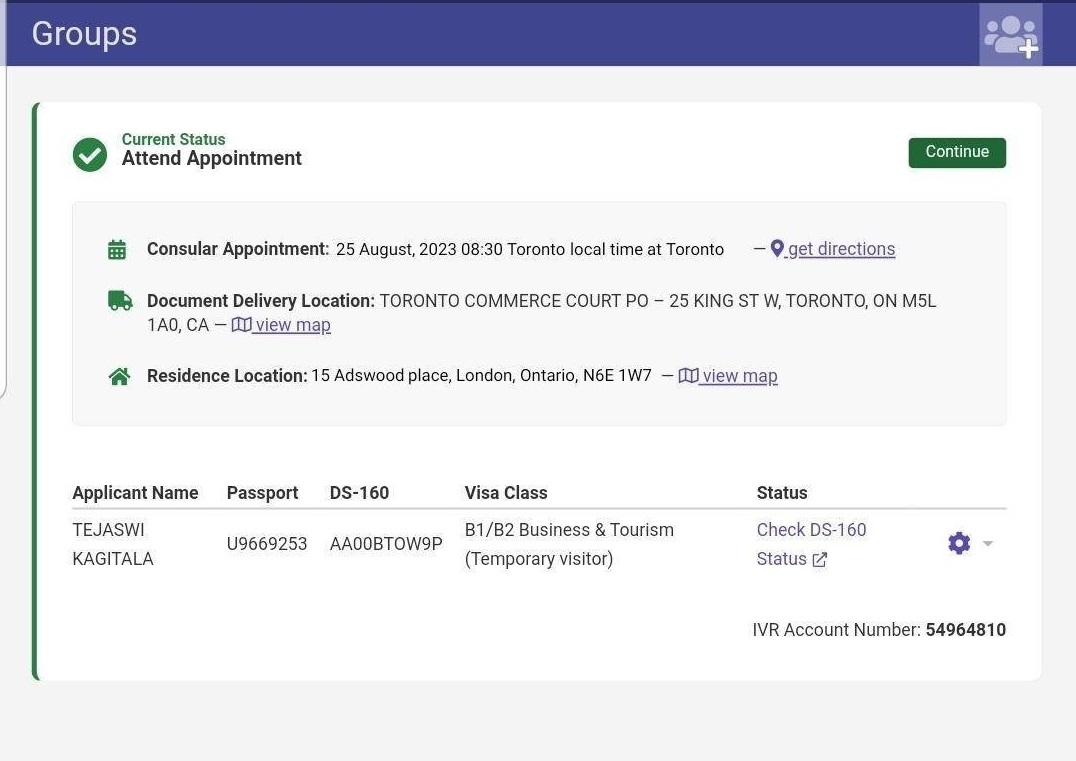 Groups
Current Status
Attend Appointment
Continue
Consular Appointment: 25 August, 2023 08:30 Toronto local time at Toronto – get directions
Document Delivery Location: TORONTO COMMERCE COURT PO – 25 KING ST W, TORONTO, ON M5L
1A0, CA – view map
Residence Location: 15 Adswood place, London, Ontario, N6E 1W7 – view map
Applicant Name Passport DS-160 Visa Class Status
TEJASWI B1/B2 Business & Tourism Check DS-160
U9669253 AA00BTOW9P
KAGITALA (Temporary visitor) Status
IVR Account Number: 54964810